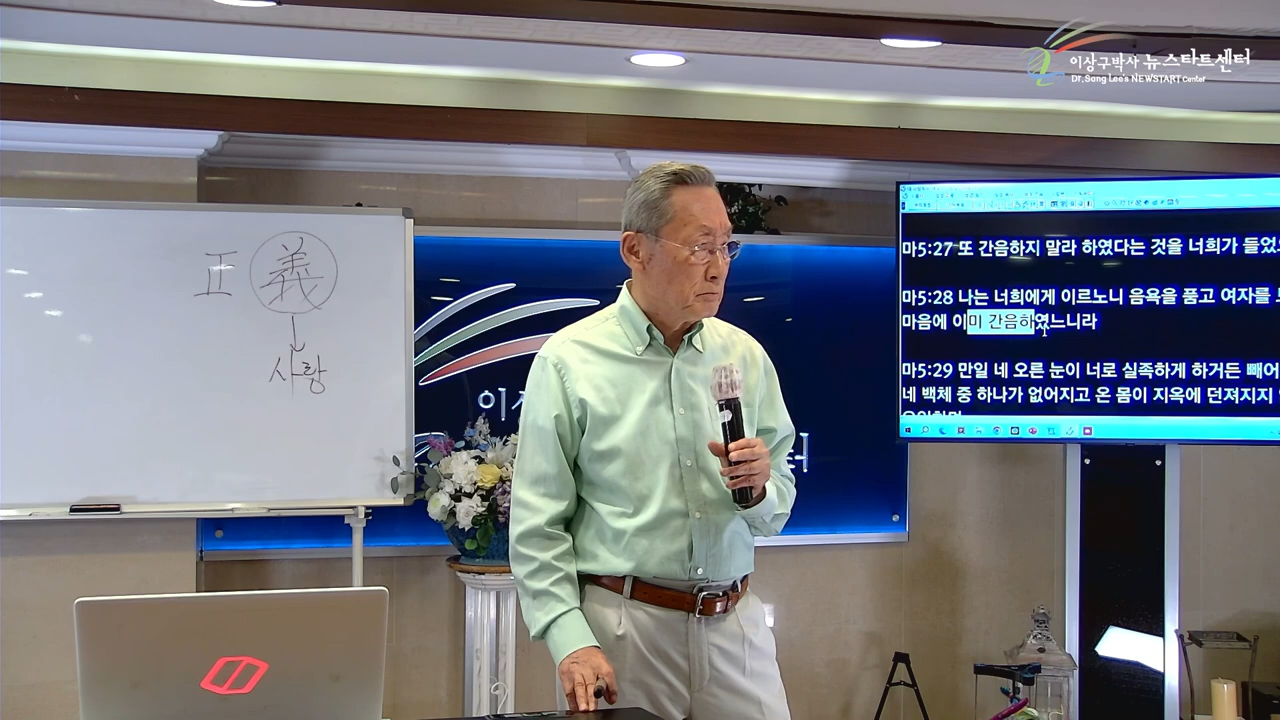 이상구박사 뉴스타트센터
Dr. Sang Lee's NEWSTART Center
正 義
사랑
마5:27 또 간음하지 말라 하였다는 것을 너희가
마5:28 나는 너희에게 이르노니 음욕을 품고 여자를
마음에 이미 간음하였느니라
마5:29 만일 네 오른 눈이 너로 실족하게 하거든 빼어
네 백체 중 하나가 없어지고 온 몸이 지옥에 던져지지